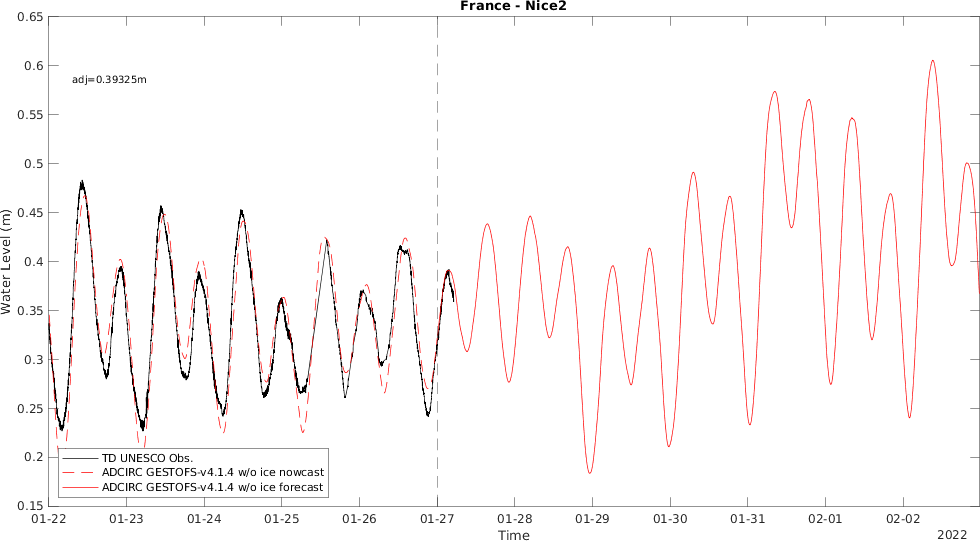 France - Nice2
0.65
0.6
0.55
0.5
0.45
0.4
0.35
0.3
0.25
0.2
0.15
Water Level (m)
adj=0.39325m
TD UNESCO Obs.
ADCIRC GESTOFS-v4.1.4 w/o ice nowcast
ADCIRC GESTOFS-v4.1.4 w/o ice forecast
01-22 01-23 01-24 01-25 01-26 01-27 01-28 01-29 01-30 01-31 02-01 02-02
Time
2022